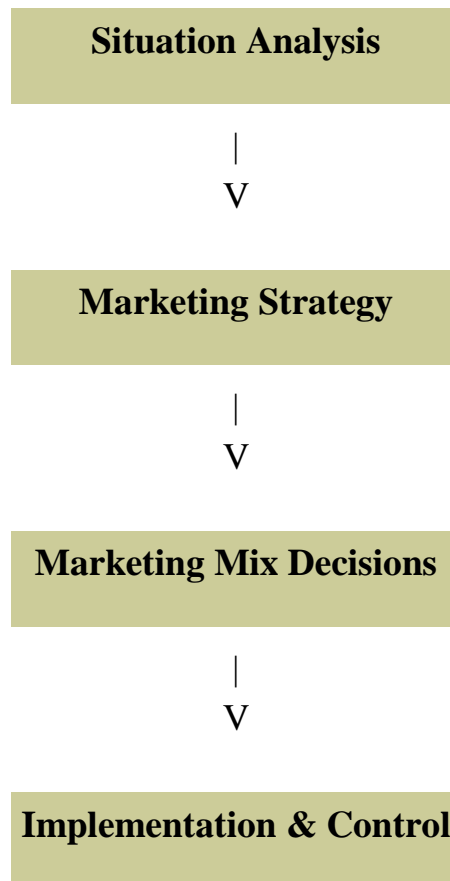 Situation Analysis
|
V
Marketing Strategy
|
V
Marketing Mix Decisions
|
V
Implementation & Control